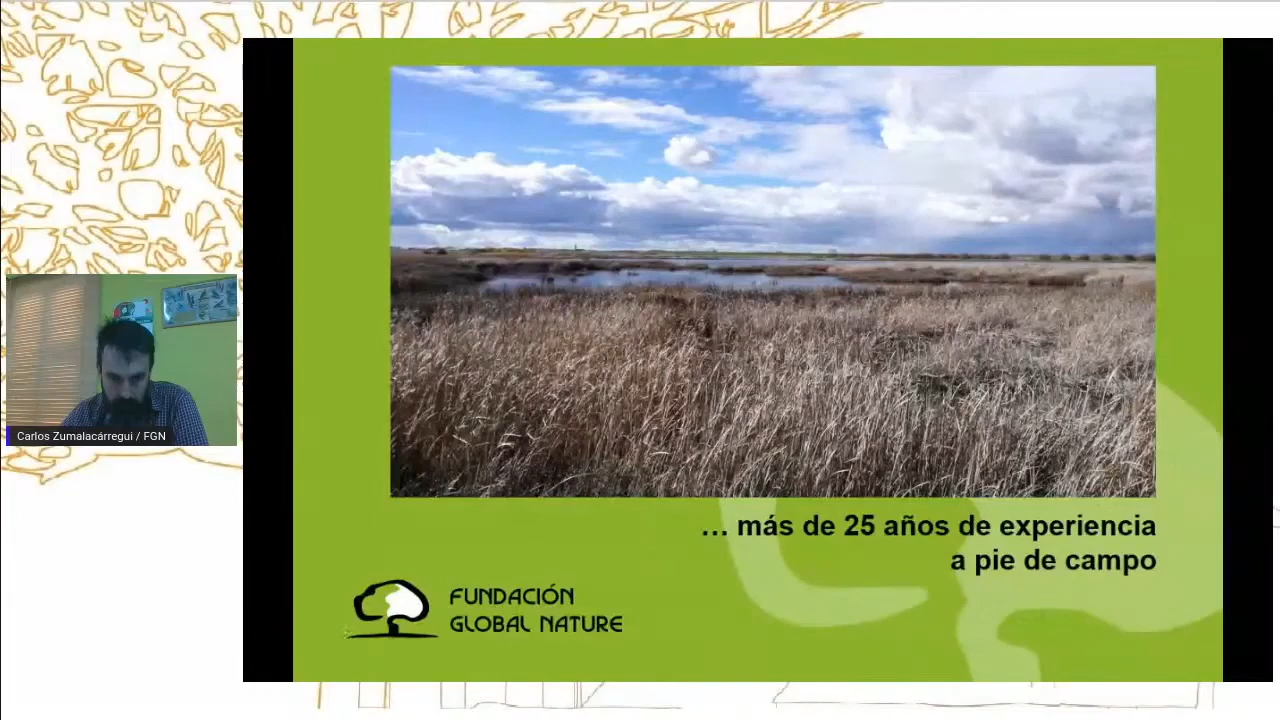 Carlos Zumalacárregui / FGN
… más de 25 años de experiencia
a pie de campo
FUNDACIÓN
GLOBAL NATURE